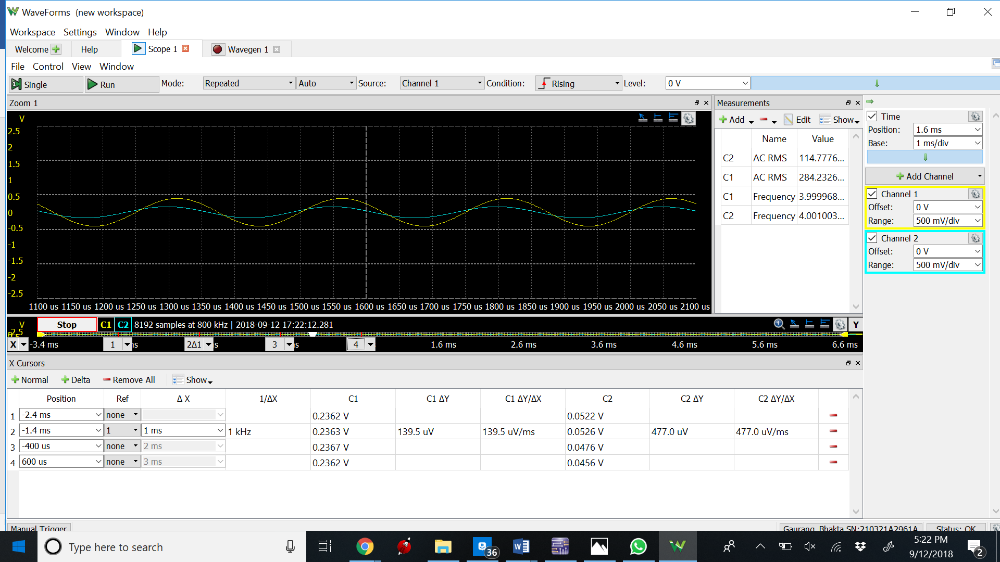 WaveForms (new workspace)
Workspace Settings Window Help
Welcome Help Scope 1 Wavegen 1
File Control View Window
Single Run Mode: Repeated Auto Source: Channel 1 Condition: Rising Level: 0 V
Zoom 1
V
2.5
2
1.5
1
0.5
0
-0.5
-1
-1.5
-2
-2.5
1100 us 1150 us 1200 us 1250 us 1300 us 1350 us 1400 us 1450 us 1500 us 1550 us 1600 us 1650 us 1700 us 1750 us 1800 us 1850 us 1900 us 1950 us 2000 us 2050 us 2100 us
Measurements
Add Edit Show
Name Value
C2 AC RMS 114.7776...
C1 AC RMS 284.2326...
C1 Frequency 3.999968...
C2 Frequency 4.001003...
Time
Position: 1.6 ms
Base: 1 ms/div
Add Channel
Channel 1
Offset: 0 V
Range: 500 mV/div
Channel 2
Offset: 0 V
Range: 500 mV/div
V Stop C1 C2 8192 samples at 800 kHz | 2018-09-12 17:22:12.281 Y
X -3.4 ms 1 2Δ1 3 4 1.6 ms 2.6 ms 3.6 ms 4.6 ms 5.6 ms 6.6 ms
X Cursors
Normal Delta Remove All Show
Position Ref Δ X 1/ΔX C1 C1 ΔY C1 ΔY/ΔX C2 C2 ΔY C2 ΔY/ΔX
1 -2.4 ms none 0.2362 V 0.0522 V
2 -1.4 ms 1 1 ms 1 kHz 0.2363 V 139.5 uV 139.5 uV/ms 0.0526 V 477.0 uV 477.0 uV/ms
3 -400 us none 2 ms 0.2367 V 0.0476 V
4 600 us none 3 ms 0.2362 V 0.0456 V
Manual Trigger Gaurang_Bhakta SN:210321A2961A Status: OK
Type here to search 36 5:22 PM
9/12/2018 2